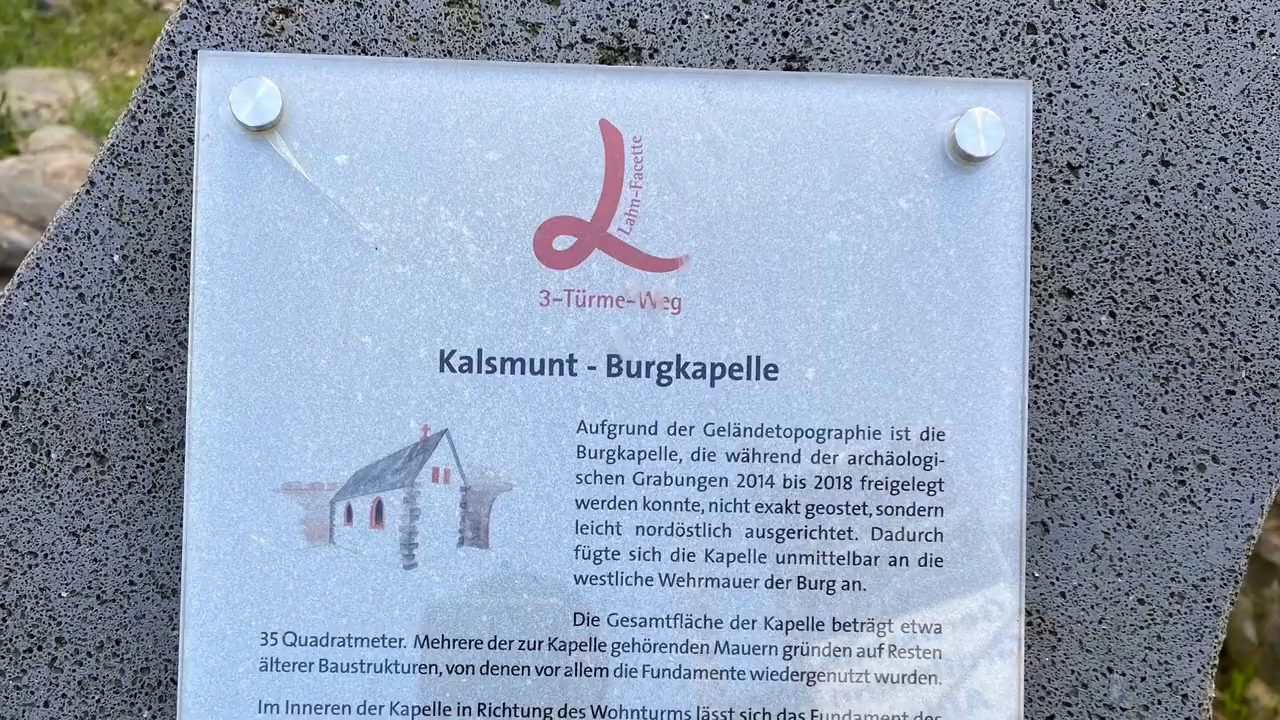 Lahn-Facette
3-Türme-Weg
Kalsmunt - Burgkapelle
Aufgrund der Geländetopographie ist die
Burgkapelle, die während der archäologi-
schen Grabungen 2014 bis 2018 freigelegt
werden konnte, nicht exakt geostet, sondern
leicht nordöstlich ausgerichtet. Dadurch
fügte sich die Kapelle unmittelbar an die
westliche Wehrmauer der Burg an.
Die Gesamtfläche der Kapelle beträgt etwa
35 Quadratmeter. Mehrere der zur Kapelle gehörenden Mauern gründen auf Resten
älterer Baustrukturen, von denen vor allem die Fundamente wiedergenutzt wurden.
Im Inneren der Kapelle in Richtung des Wohnturms lässt sich das Fundament des